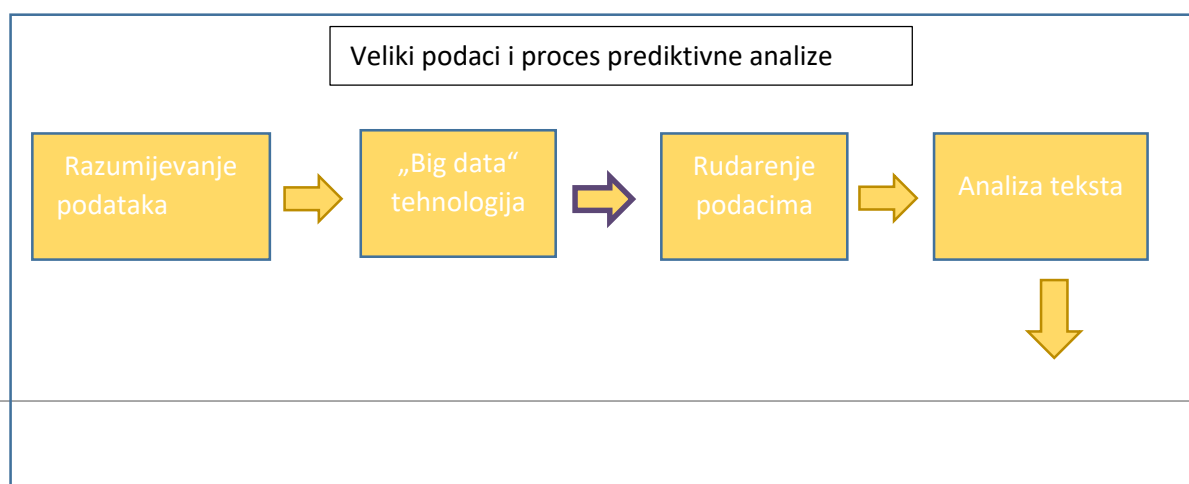 Veliki podaci i proces prediktivne analize
Razumijevanje
podataka
„Big data“
tehnologija
Rudarenje
podacima
Analiza teksta